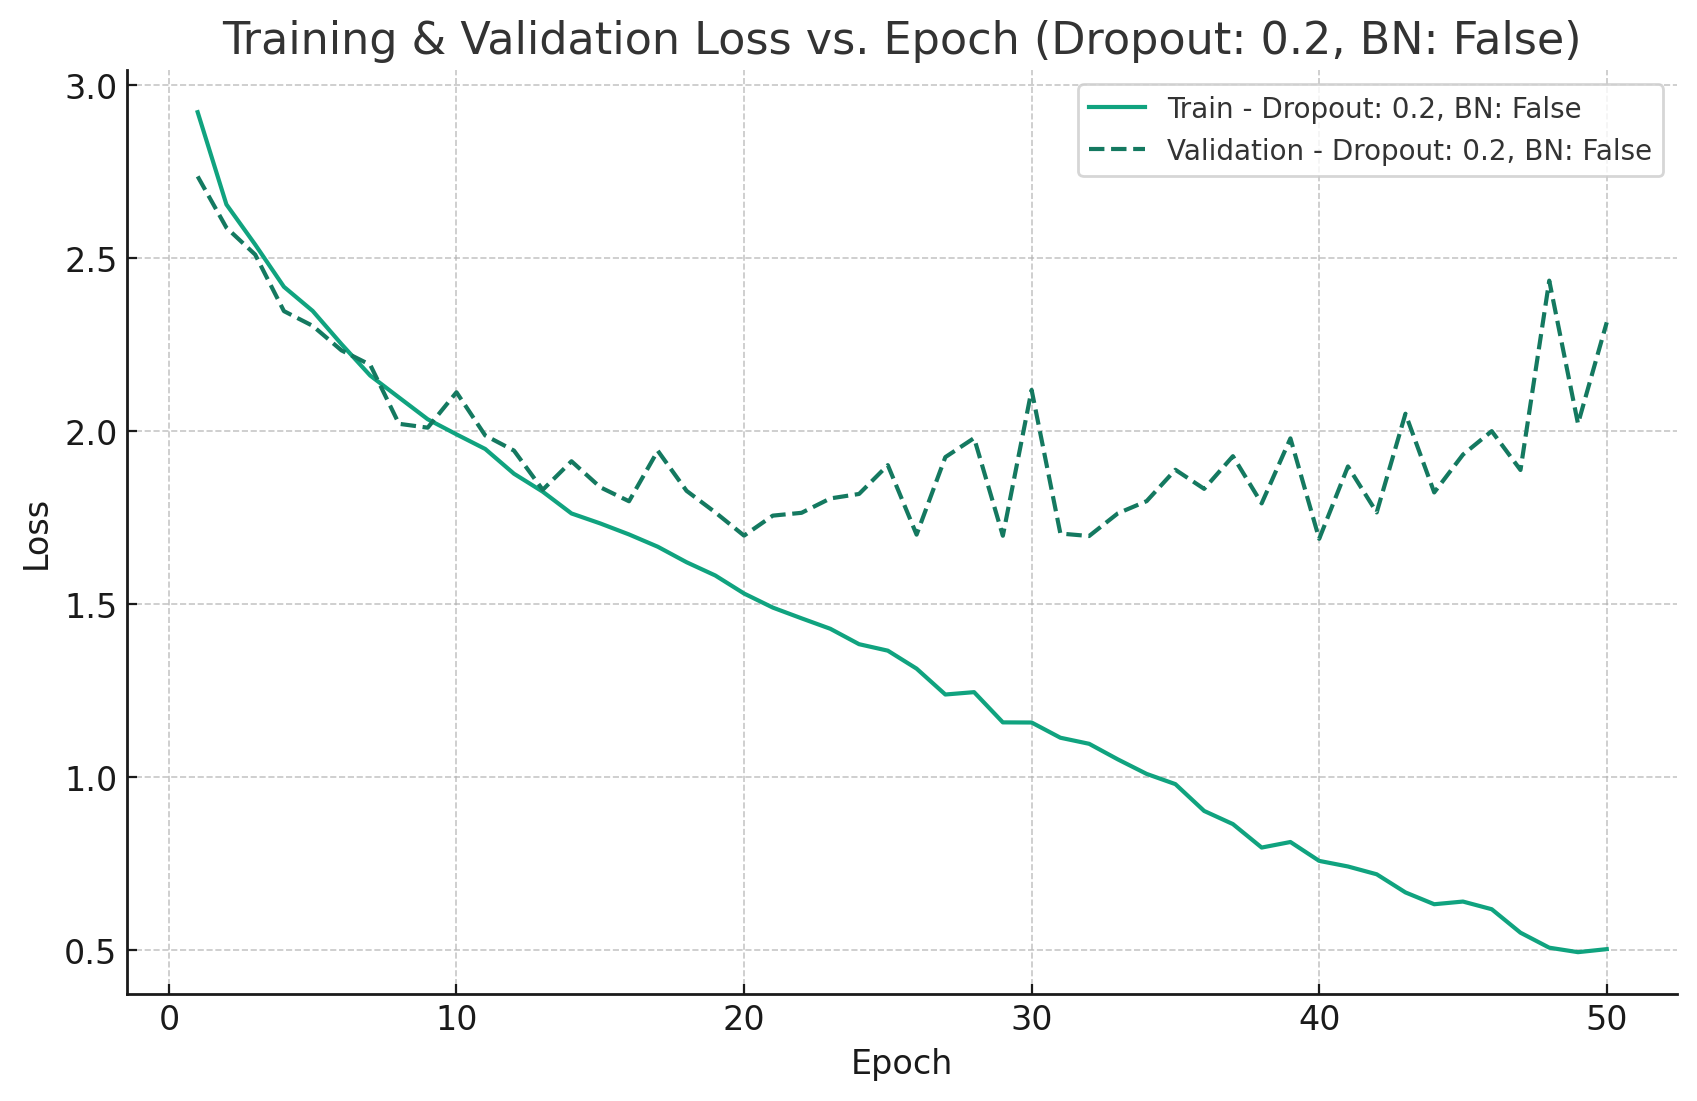 Training & Validation Loss vs. Epoch (Dropout: 0.2, BN: False)
Train - Dropout: 0.2, BN: False
Validation - Dropout: 0.2, BN: False
Loss
3.0
2.5
2.0
1.5
1.0
0.5
0 10 20 30 40 50
Epoch